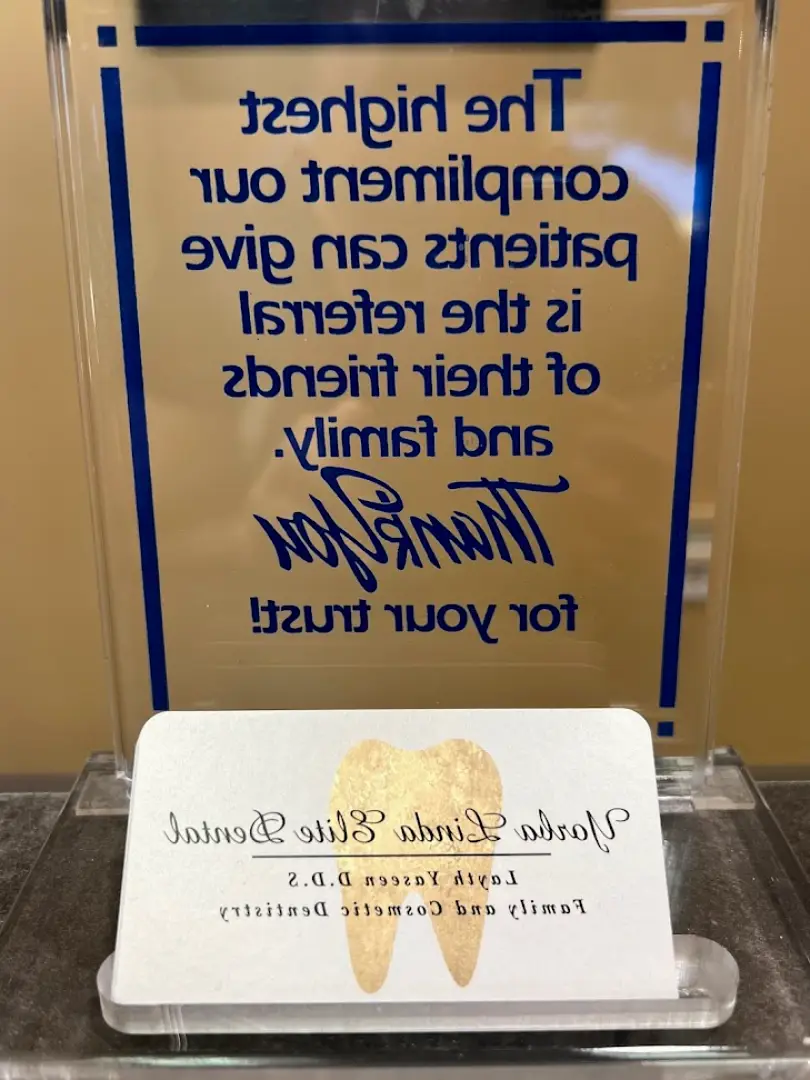 The highest
compliment our
patients can give
is the referral
of their friends
and family.
Thank You
for your trust!
Yorba Linda Elite Dental
Layth Yaseen D.D.S
Family and Cosmetic Dentistry